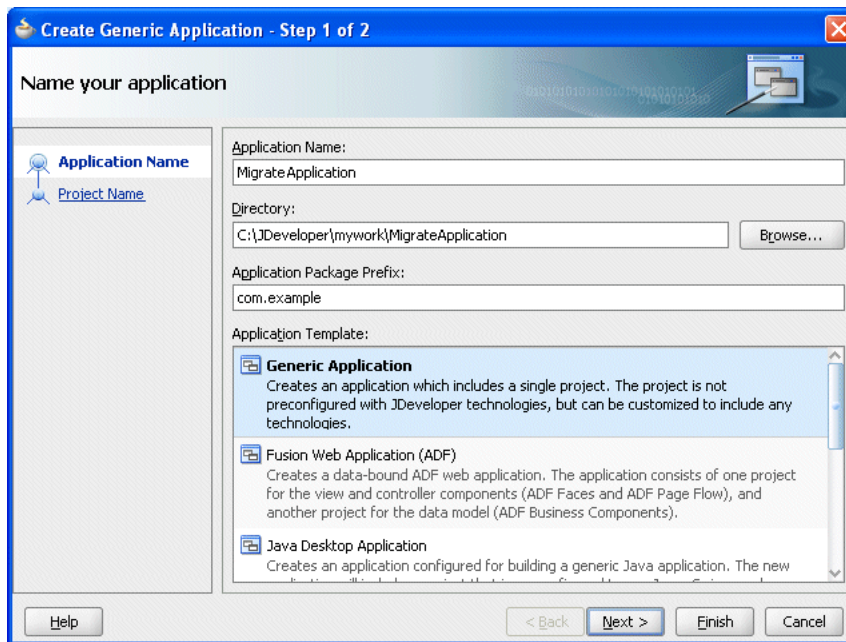 Create Generic Application - Step 1 of 2
Name your application
010101010101010101010101
01010101010
Application Name
Project Name
Application Name:
MigrateApplication
Directory:
C:\JDeveloper\mywork\MigrateApplication
Browse...
Application Package Prefix:
com.example
Application Template:
Generic Application
Creates an application which includes a single project. The project is not
preconfigured with JDeveloper technologies, but can be customized to include any
technologies.
Fusion Web Application (ADF)
Creates a data-bound ADF web application. The application consists of one project
for the view and controller components (ADF Faces and ADF Page Flow), and
another project for the data model (ADF Business Components).
Java Desktop Application
Creates an application configured for building a generic Java application. The new
Help
< Back
Next >
Finish
Cancel